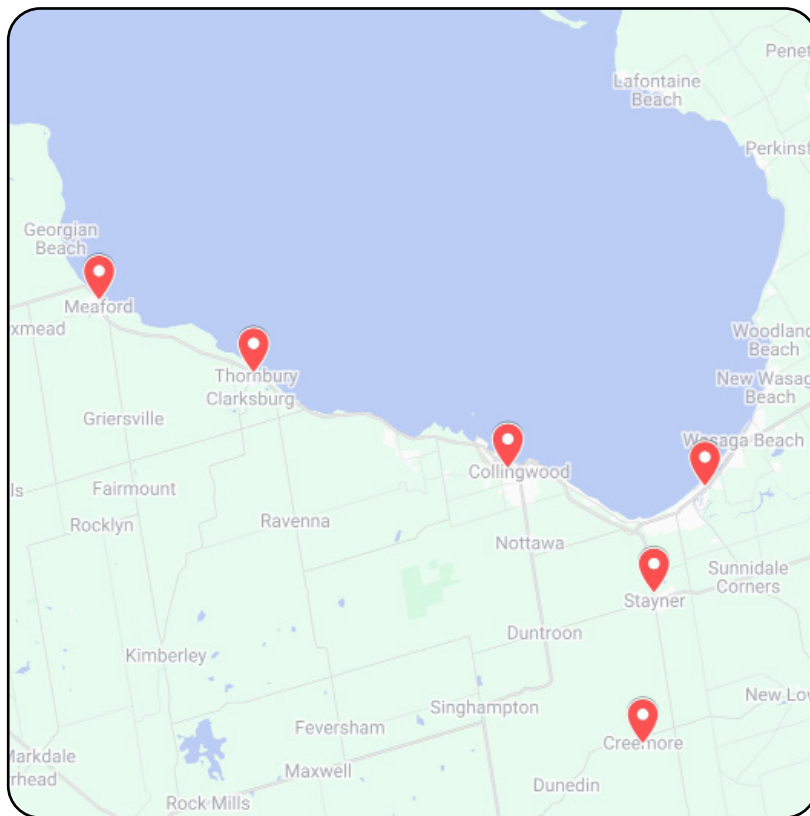 Penet
Lafontaine
Beach
Perkinsf
Georgian
Beach
Meaford
xmead
Woodland
Beach
Thornbury
Clarksburg
New Wasaga
Beach
Griersville
Wasaga Beach
Collingwood
ls
Fairmount
Rocklyn
Ravenna
Nottawa
Sunnidale
Corners
Stayner
Duntroon
Kimberley
New Low
Singhampton
Feversham
Creemore
Markdale
rhead
Maxwell
Dunedin
Rock Mills